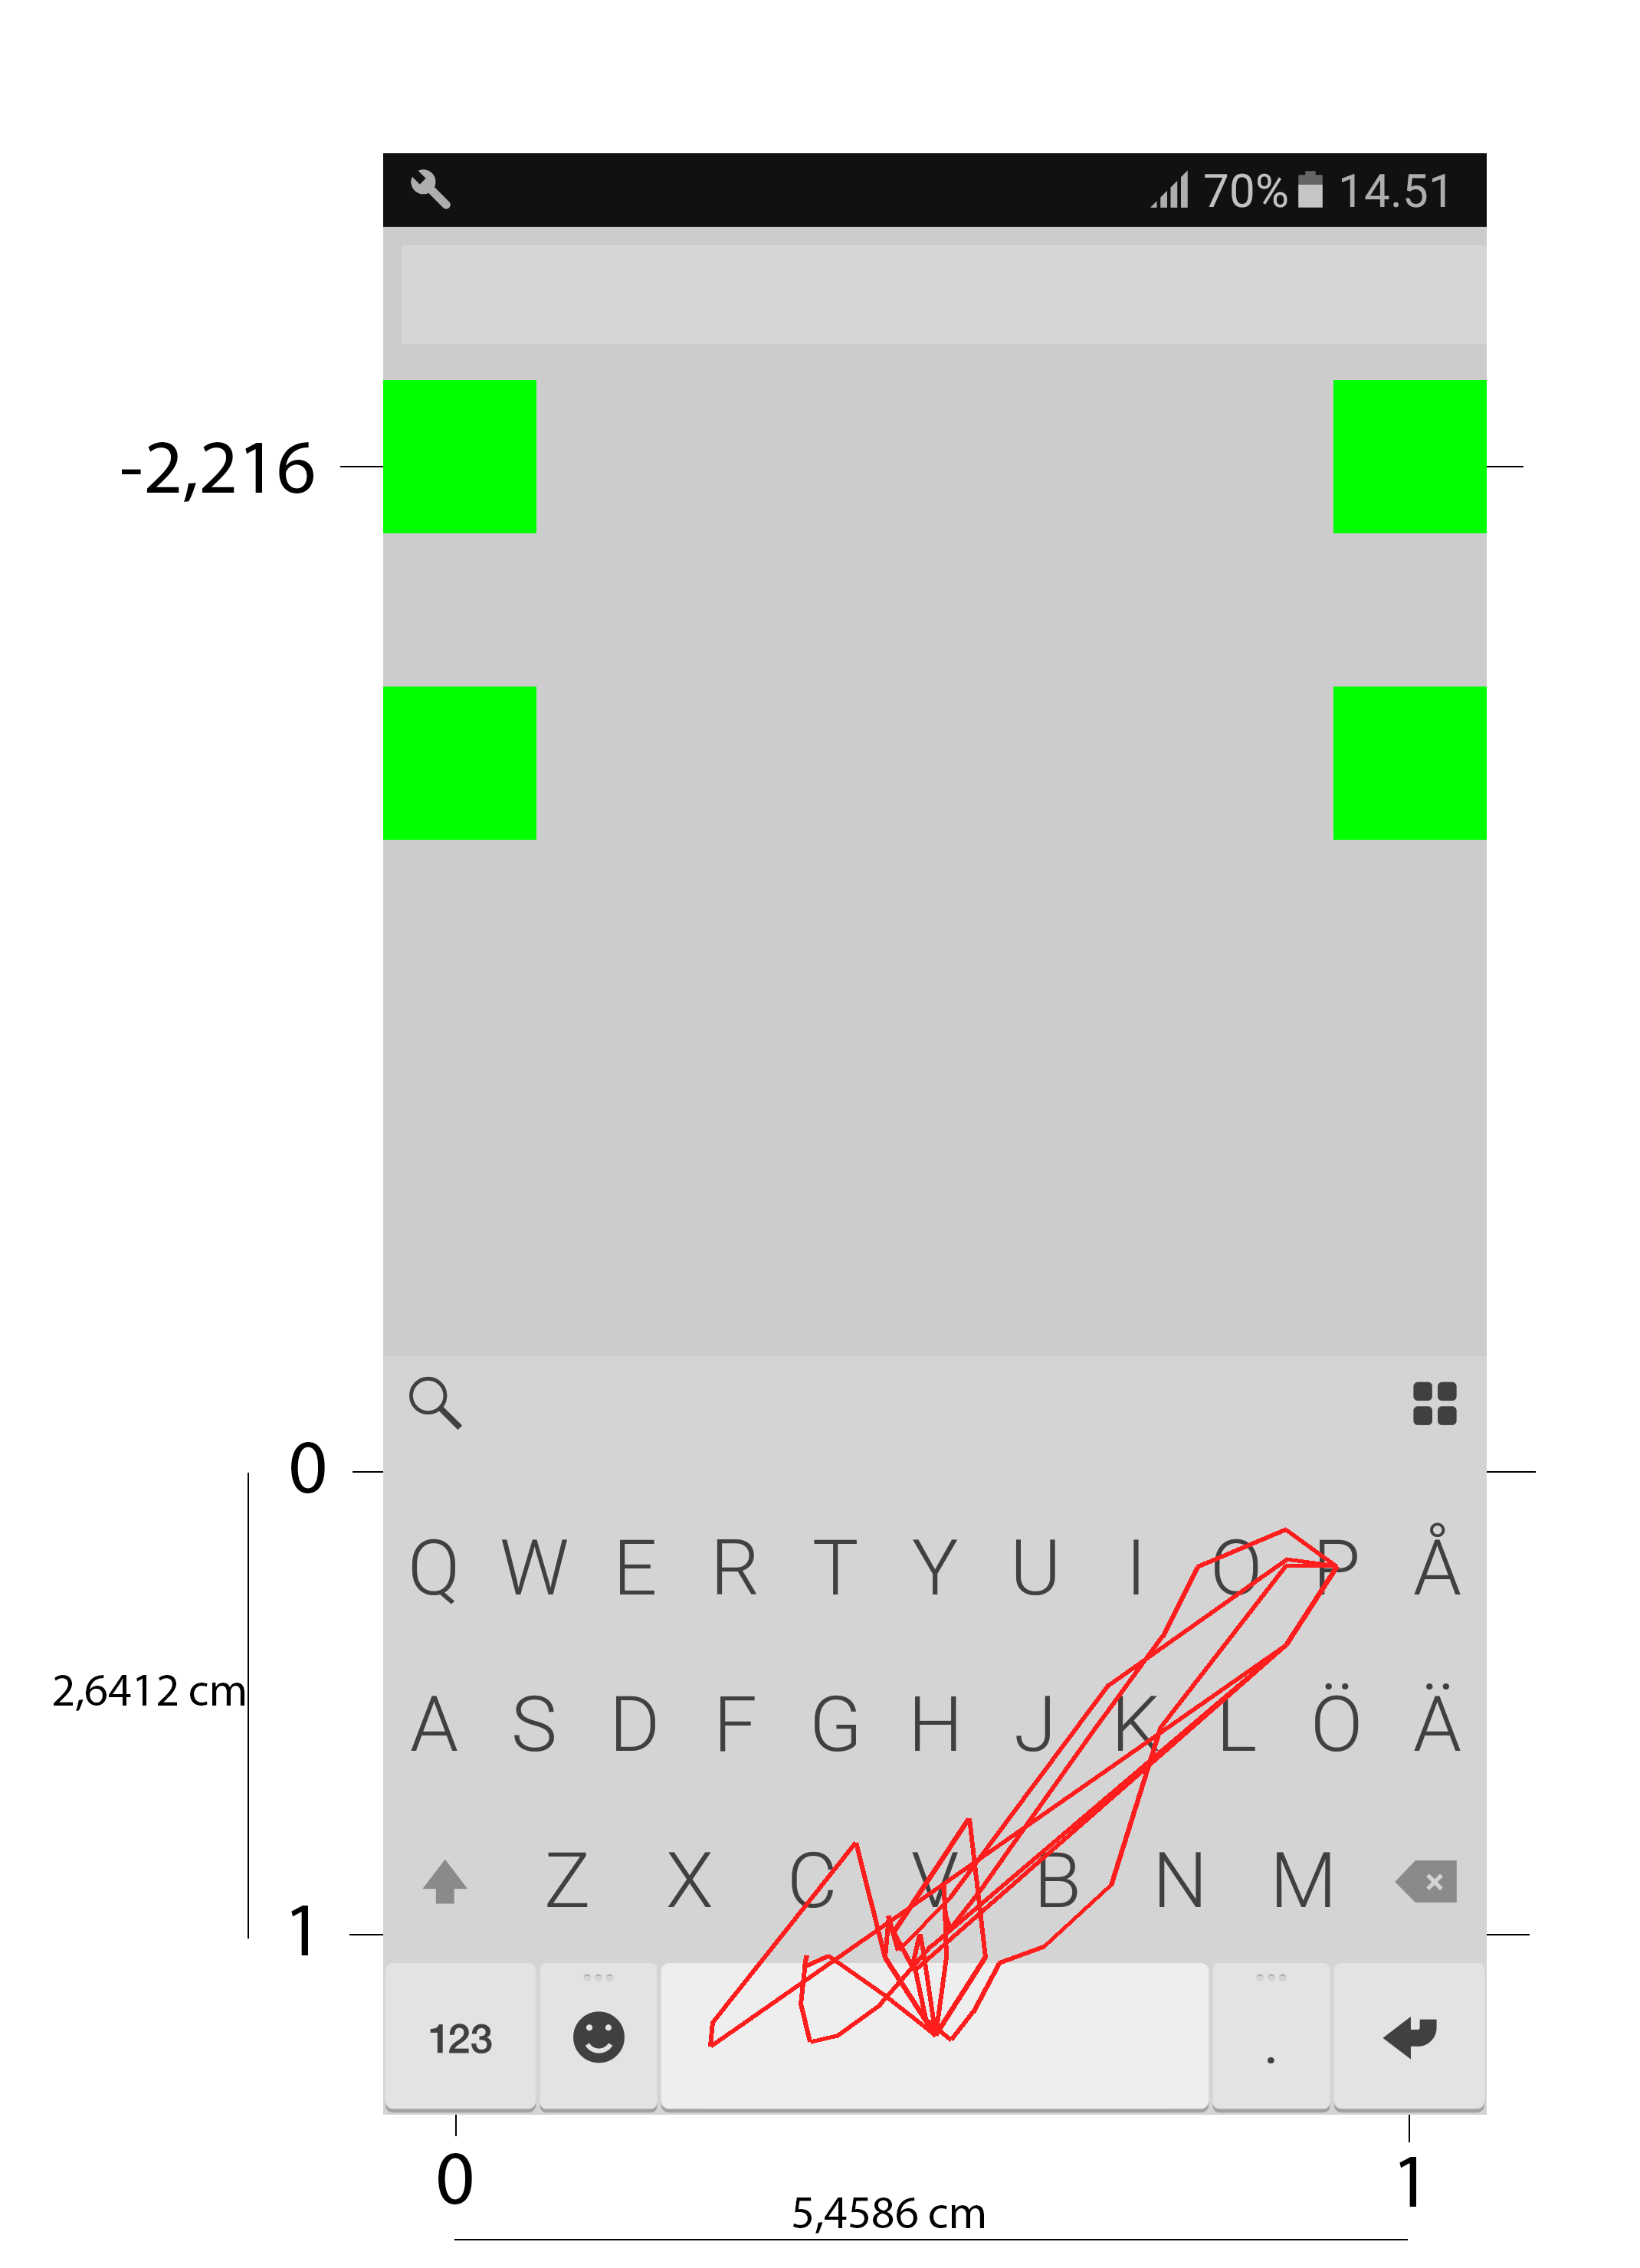 70% 14.51
-2,216
0
Q W E R T Y U I O P Å
2,6412 cm
A S D F G H J K L Ö Ä
Z X C V B N M
1
123 .
0 1
5,4586 cm